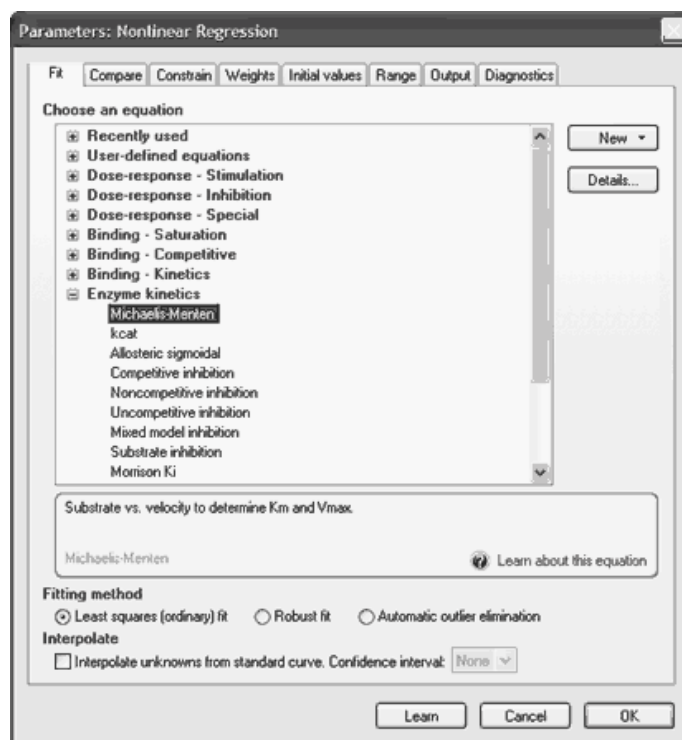 Parameters: Nonlinear Regression
Fit Compare Constrain Weights Initial values Range Output Diagnostics
Choose an equation
Recently used
New
User-defined equations
Dose-response - Stimulation
Details...
Dose-response - Inhibition
Dose-response - Special
Binding - Saturation
Binding - Competitive
Binding - Kinetics
Enzyme kinetics
Michaelis-Menten
kcat
Allosteric sigmoidal
Competitive inhibition
Noncompetitive inhibition
Uncompetitive inhibition
Mixed model inhibition
Substrate inhibition
Morrison Ki
Substrate vs. velocity to determine Km and Vmax.
Michaelis-Menten
Learn about this equation
Fitting method
Least squares (ordinary) fit Robust fit Automatic outlier elimination
Interpolate
Interpolate unknowns from standard curve. Confidence interval: None
Learn Cancel OK